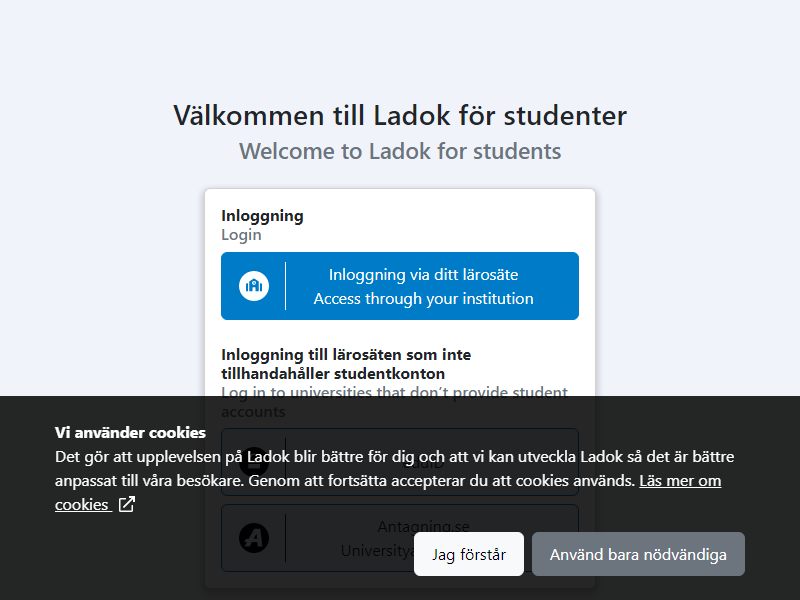 Välkommen till Ladok för studenter
Welcome to Ladok for students
Inloggning
Login
Inloggning via ditt lärosäte
Access through your institution
Inloggning till lärosäten som inte
tillhandahåller studentkonton
Log in to universities that don´t provide student
accounts
eduID
Antagning.se
Vi använder cookies
Det gör att upplevelsen på Ladok blir bättre för dig och att vi kan utveckla Ladok så det är bättre
anpassat till våra besökare. Genom att fortsätta accepterar du att cookies används. Läs mer om
cookies
Jag förstår
Använd bara nödvändiga